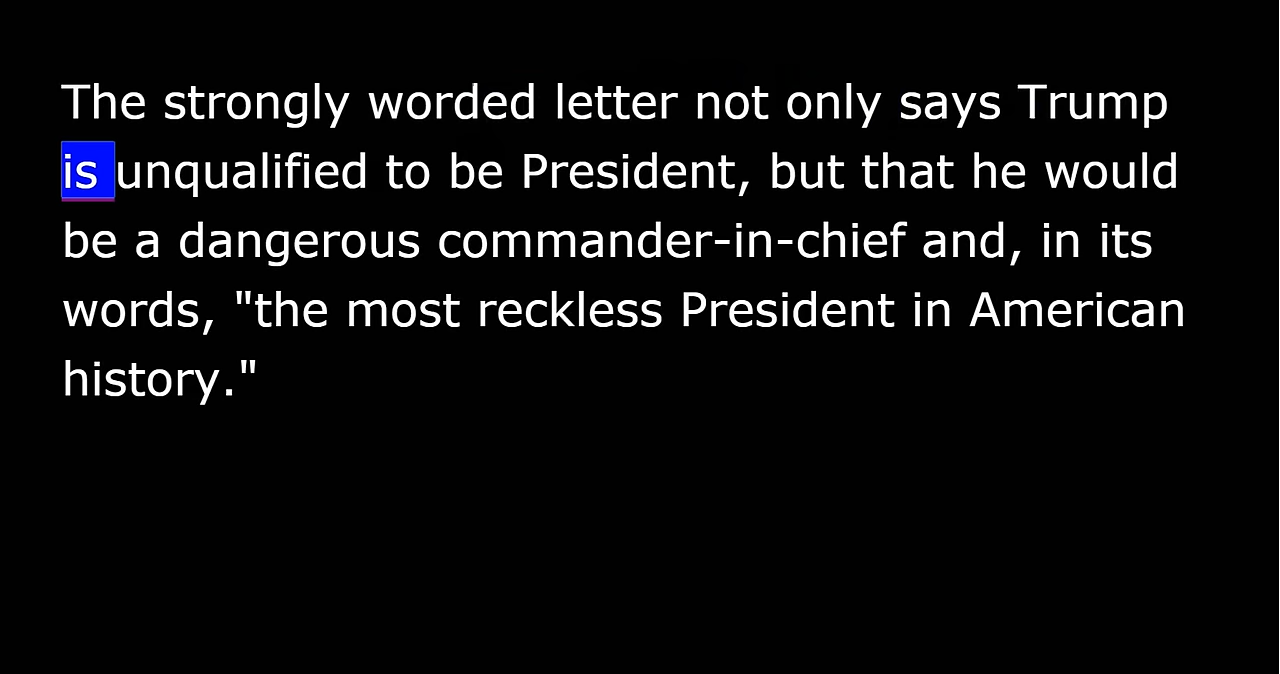 The strongly worded letter not only says Trump
is unqualified to be President, but that he would
be a dangerous commander-in-chief and, in its
words, "the most reckless President in American
history."